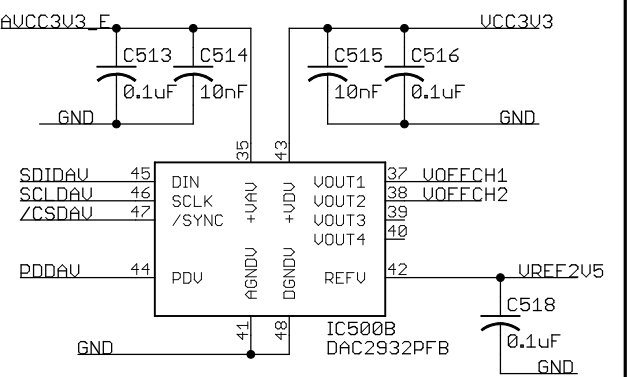 AVCC3V3_E VCC3V3
C513 C514 C515 C516
0.1uF 10nF 10nF 0.1uF
GND GND
35 43
SDIDAV 45 DIN +VAV +VDV VOUT1 37 VOFFCH1
SCLDAV 46 SCLK VOUT2 38 VOFFCH2
/CSDAV 47 /SYNC VOUT3 39
VOUT4 40
PDDAV 44 PDV AGNDV DGNDV REFV 42 VREF2V5
41 48
C518
0.1uF
GND
IC500B
DAC2932PFB
GND